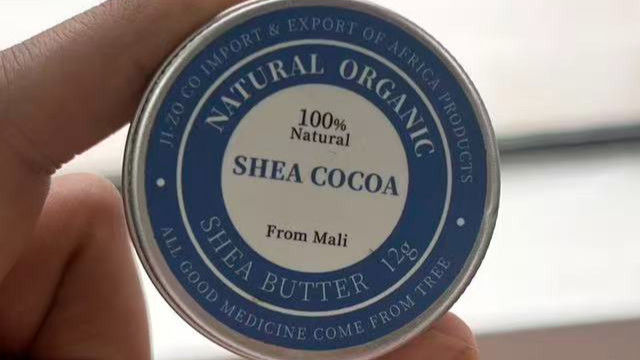 JI-ZO CO IMPORT & EXPORT OF AFRICA PRODUCTS
NATURAL ORGANIC
100%
Natural
SHEA COCOA
From Mali
SHEA BUTTER 12g
ALL GOOD MEDICINE COME FROM TREE